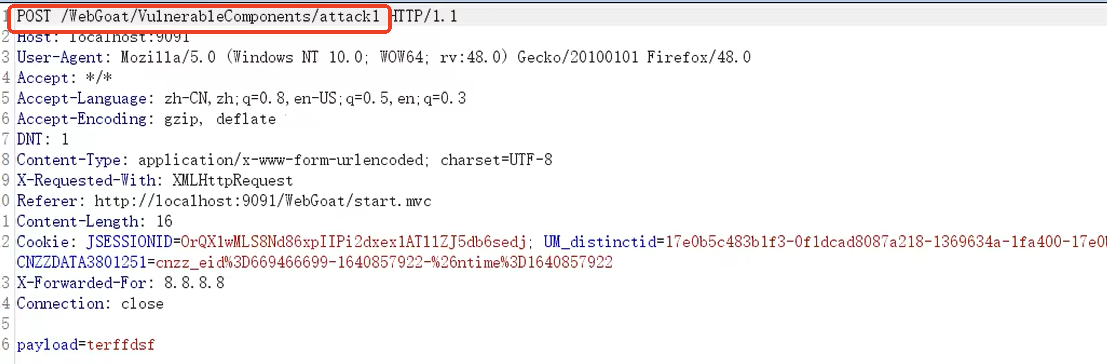 1 POST /WebGoat/VulnerableComponents/attack1 HTTP/1.1
2 Host: localhost:9091
3 User-Agent: Mozilla/5.0 (Windows NT 10.0; WOW64; rv:48.0) Gecko/20100101 Firefox/48.0
4 Accept: */*
5 Accept-Language: zh-CN,zh;q=0.8,en-US;q=0.5,en;q=0.3
6 Accept-Encoding: gzip, deflate
7 DNT: 1
8 Content-Type: application/x-www-form-urlencoded; charset=UTF-8
9 X-Requested-With: XMLHttpRequest
0 Referer: http://localhost:9091/WebGoat/start.mvc
1 Content-Length: 16
2 Cookie: JSESSIONID=OrQX1wMLS8Nd86xpIIPi2dxex1AT11ZJ5db6sedj; UM_distinctid=17e0b5c483b1f3-0f1dcad8087a218-1369634a-1fa400-17e0b
CNZZDATA3801251=cnzz_eid%3D669466699-1640857922-%26ntime%3D1640857922
3 X-Forwarded-For: 8.8.8.8
4 Connection: close
5
6 payload=terffdsf